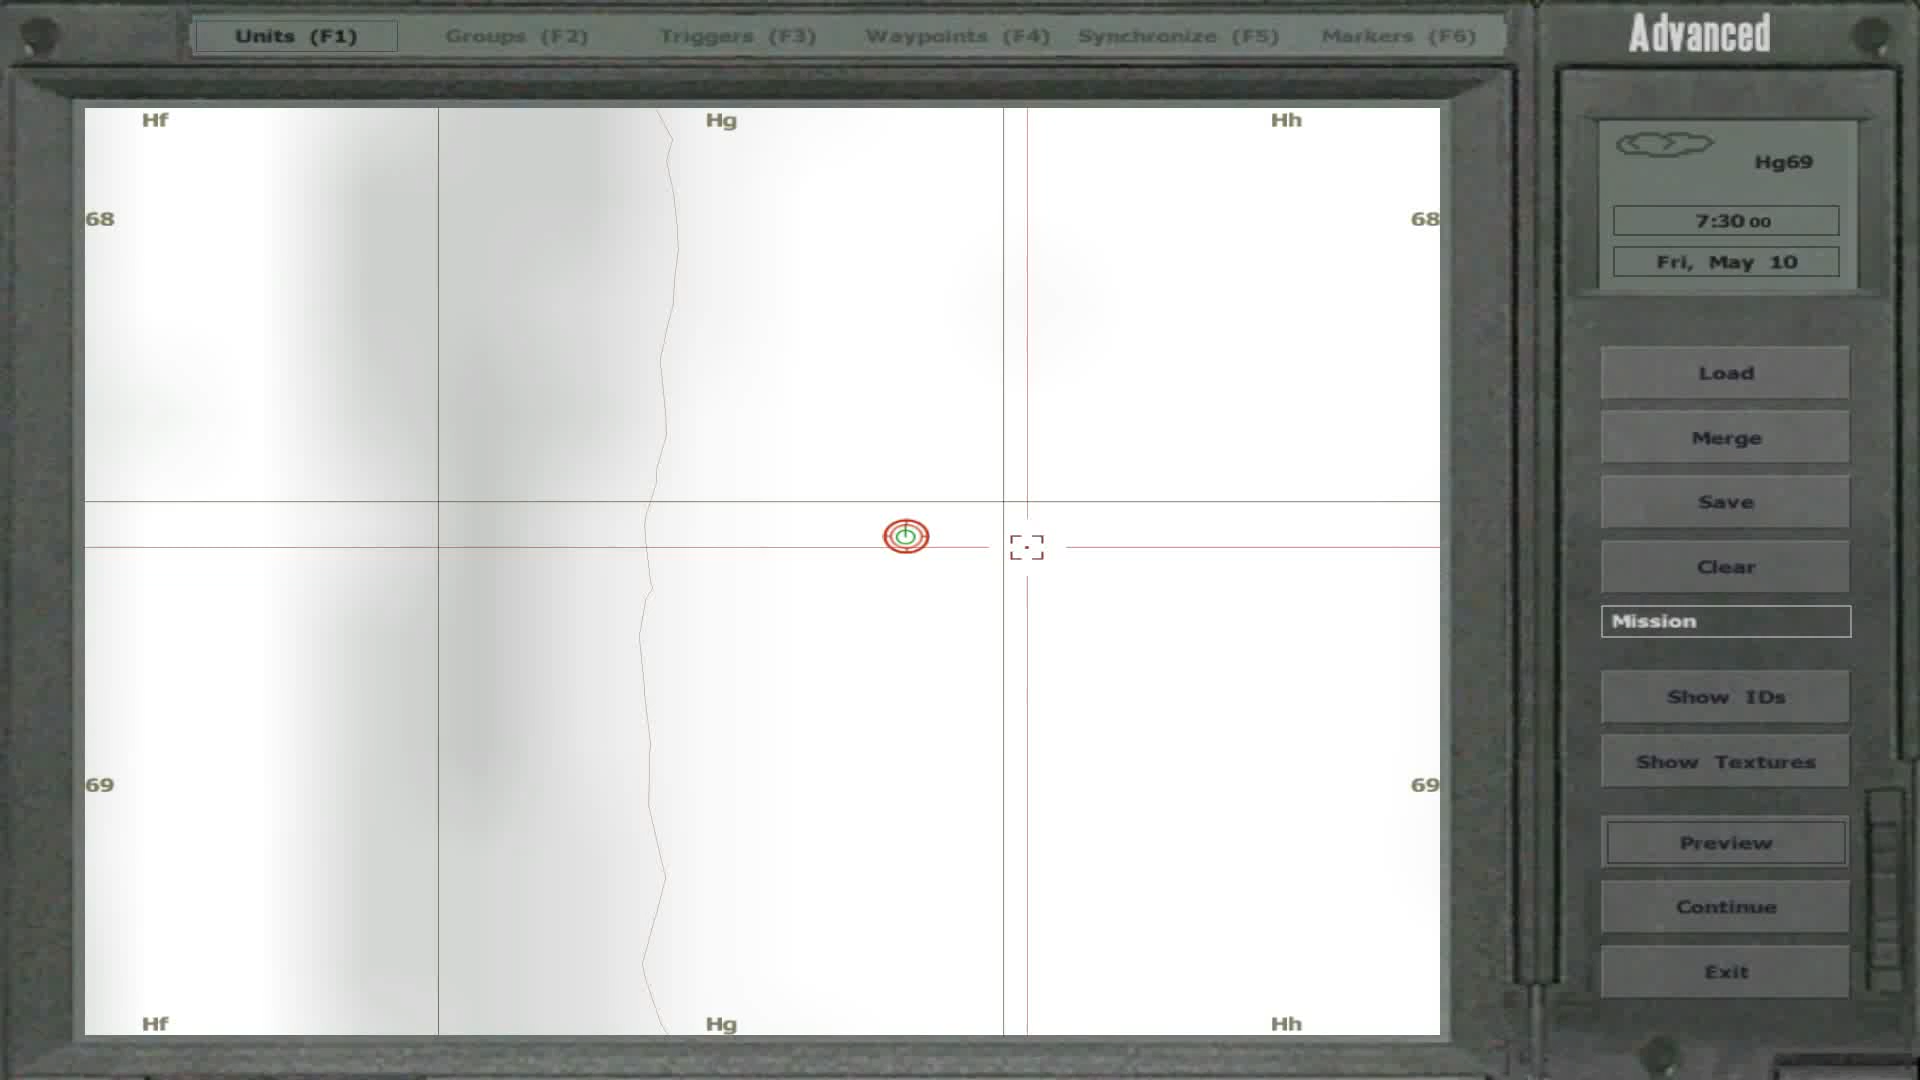 Units (F1) Groups (F2) Triggers (F3) Waypoints (F4) Synchronize (F5) Markers (F6)
Advanced
Hf Hg Hh
68 68
69 69
Hf Hg Hh
Hg69
7:30 00
Fri, May 10
Load
Merge
Save
Clear
Mission
Show IDs
Show Textures
Preview
Continue
Exit